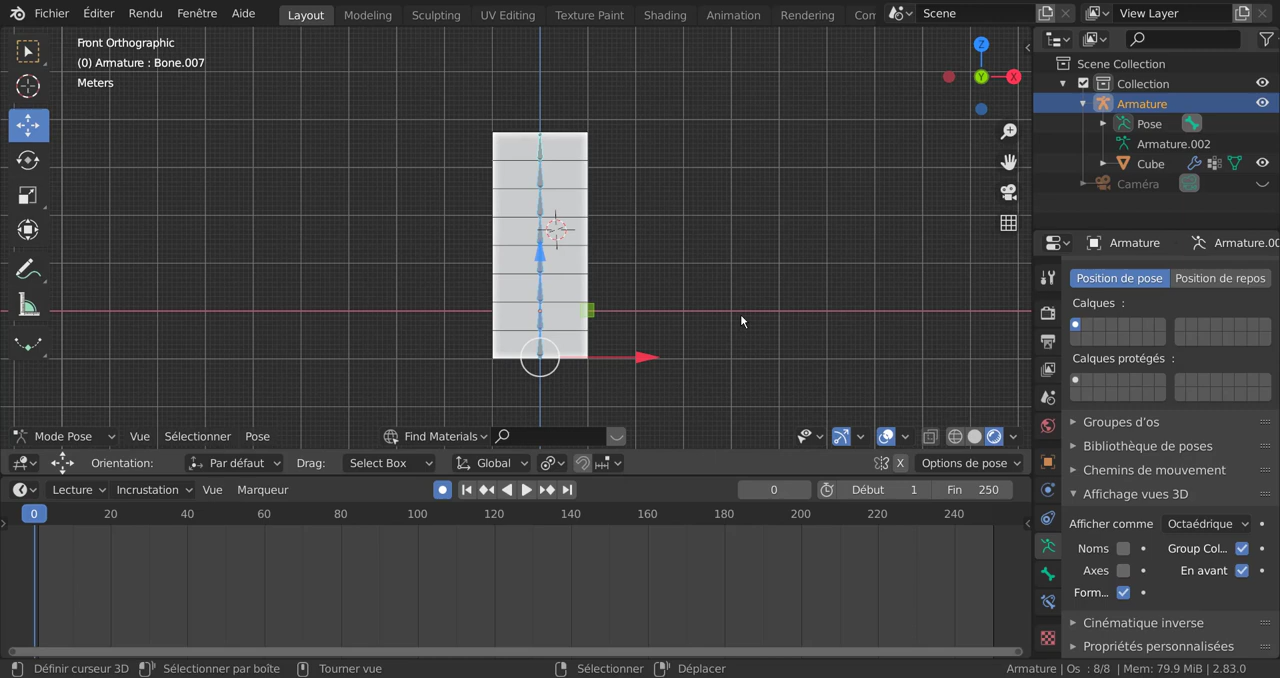 Fichier Éditer Rendu Fenêtre Aide Layout Modeling Sculpting UV Editing Texture Paint Shading Animation Rendering Com Scene View Layer
Front Orthographic
(0) Armature : Bone.007
Meters
Z
Y
X
Scene Collection
Collection
Armature
Pose
Armature.002
Cube
Caméra
Armature Armature.00
Position de pose Position de repos
Calques :
Calques protégés :
Groupes d'os
Bibliothèque de poses
Chemins de mouvement
Affichage vues 3D
Afficher comme Octaédrique
Noms Group Col...
Axes En avant
Form...
Cinématique inverse
Propriétés personnalisées
Mode Pose Vue Sélectionner Pose Find Materials
Orientation: Par défaut Drag: Select Box Global X Options de pose
Lecture Incrustation Vue Marqueur 0 Début 1 Fin 250
0 20 40 60 80 100 120 140 160 180 200 220 240
Définir curseur 3D Sélectionner par boîte Tourner vue Sélectionner Déplacer Armature | Os : 8/8 | Mem: 79.9 MiB | 2.83.0